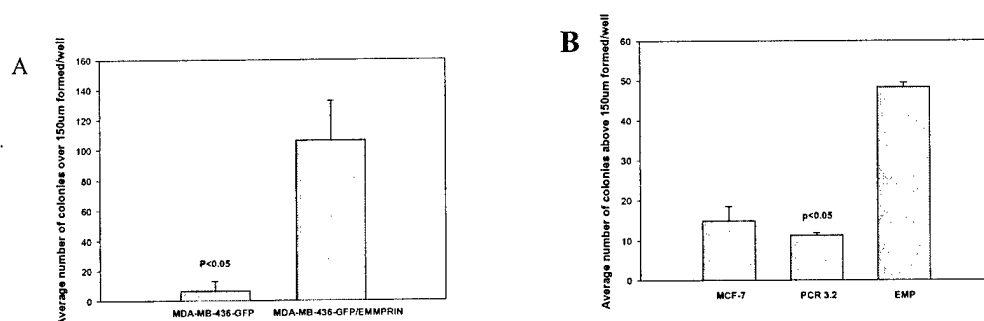 A
Average number of colonies over 150um formed/well
160
140
120
100
80
60
40
20
0
P<0.05
MDA-MB-436-GFP
MDA-MB-436-GFP/EMMPRIN
B
Average number of colonies above 150um formed/well
60
50
40
30
20
10
0
p<0.05
MCF-7
PCR 3.2
EMP